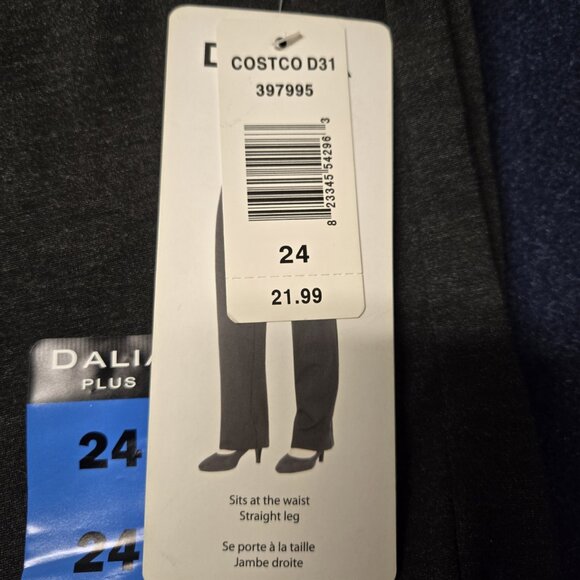 COSTCO D31
397995
8 23345 54296 3
24
21.99
DALIA
PLUS
24
24
Sits at the waist
Straight leg
Se porte à la taille
Jambe droite